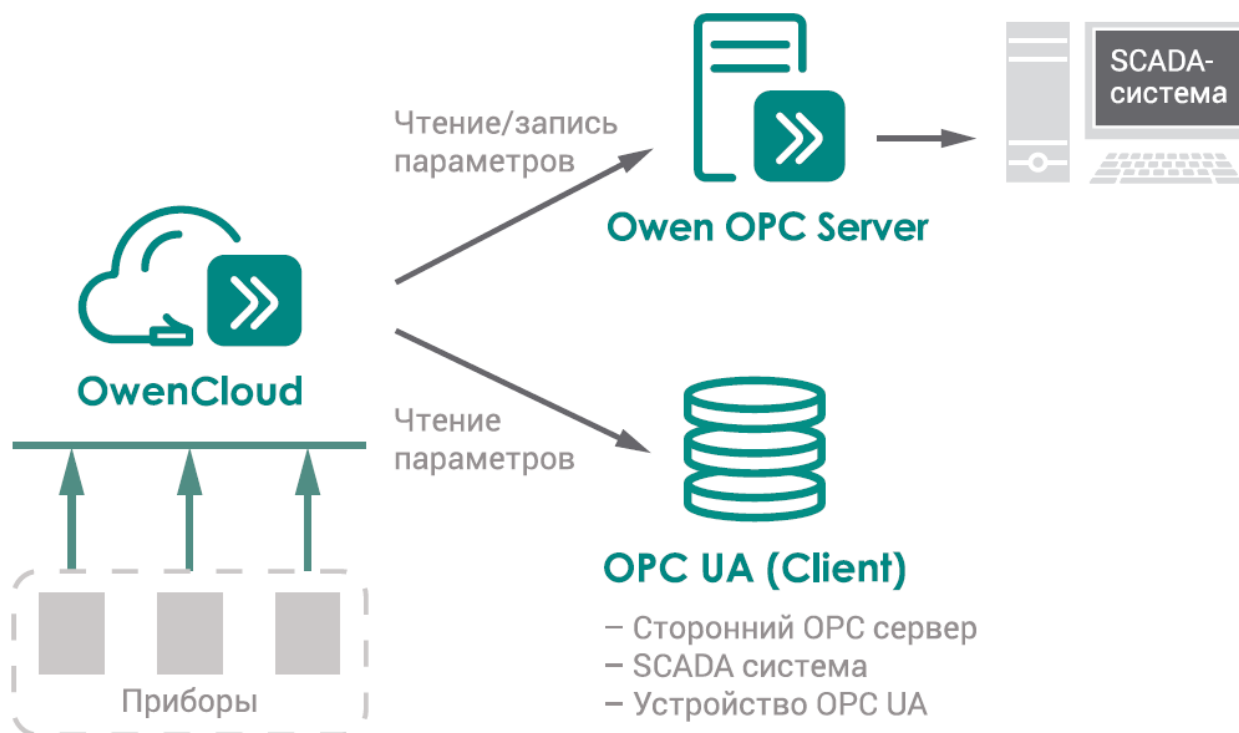 SCADA-
система
Чтение/запись
параметров
Owen OPC Server
OwenCloud
Чтение
параметров
OPC UA (Client)
– Сторонний OPC сервер
– SCADA система
– Устройство OPC UA
Приборы